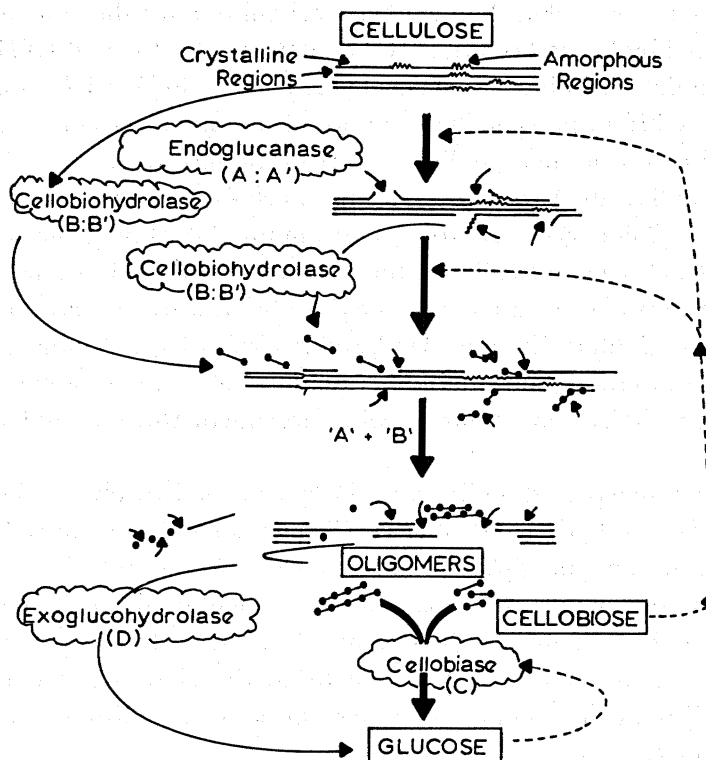 CELLULOSE
Crystalline
Regions
Amorphous
Regions
Endoglucanase
(A : A')
Cellobiohydrolase
(B:B')
Cellobiohydrolase
(B:B')
'A' + 'B'
OLIGOMERS
Exoglucohydrolase
(D)
CELLOBIOSE
Cellobiase
(C)
GLUCOSE